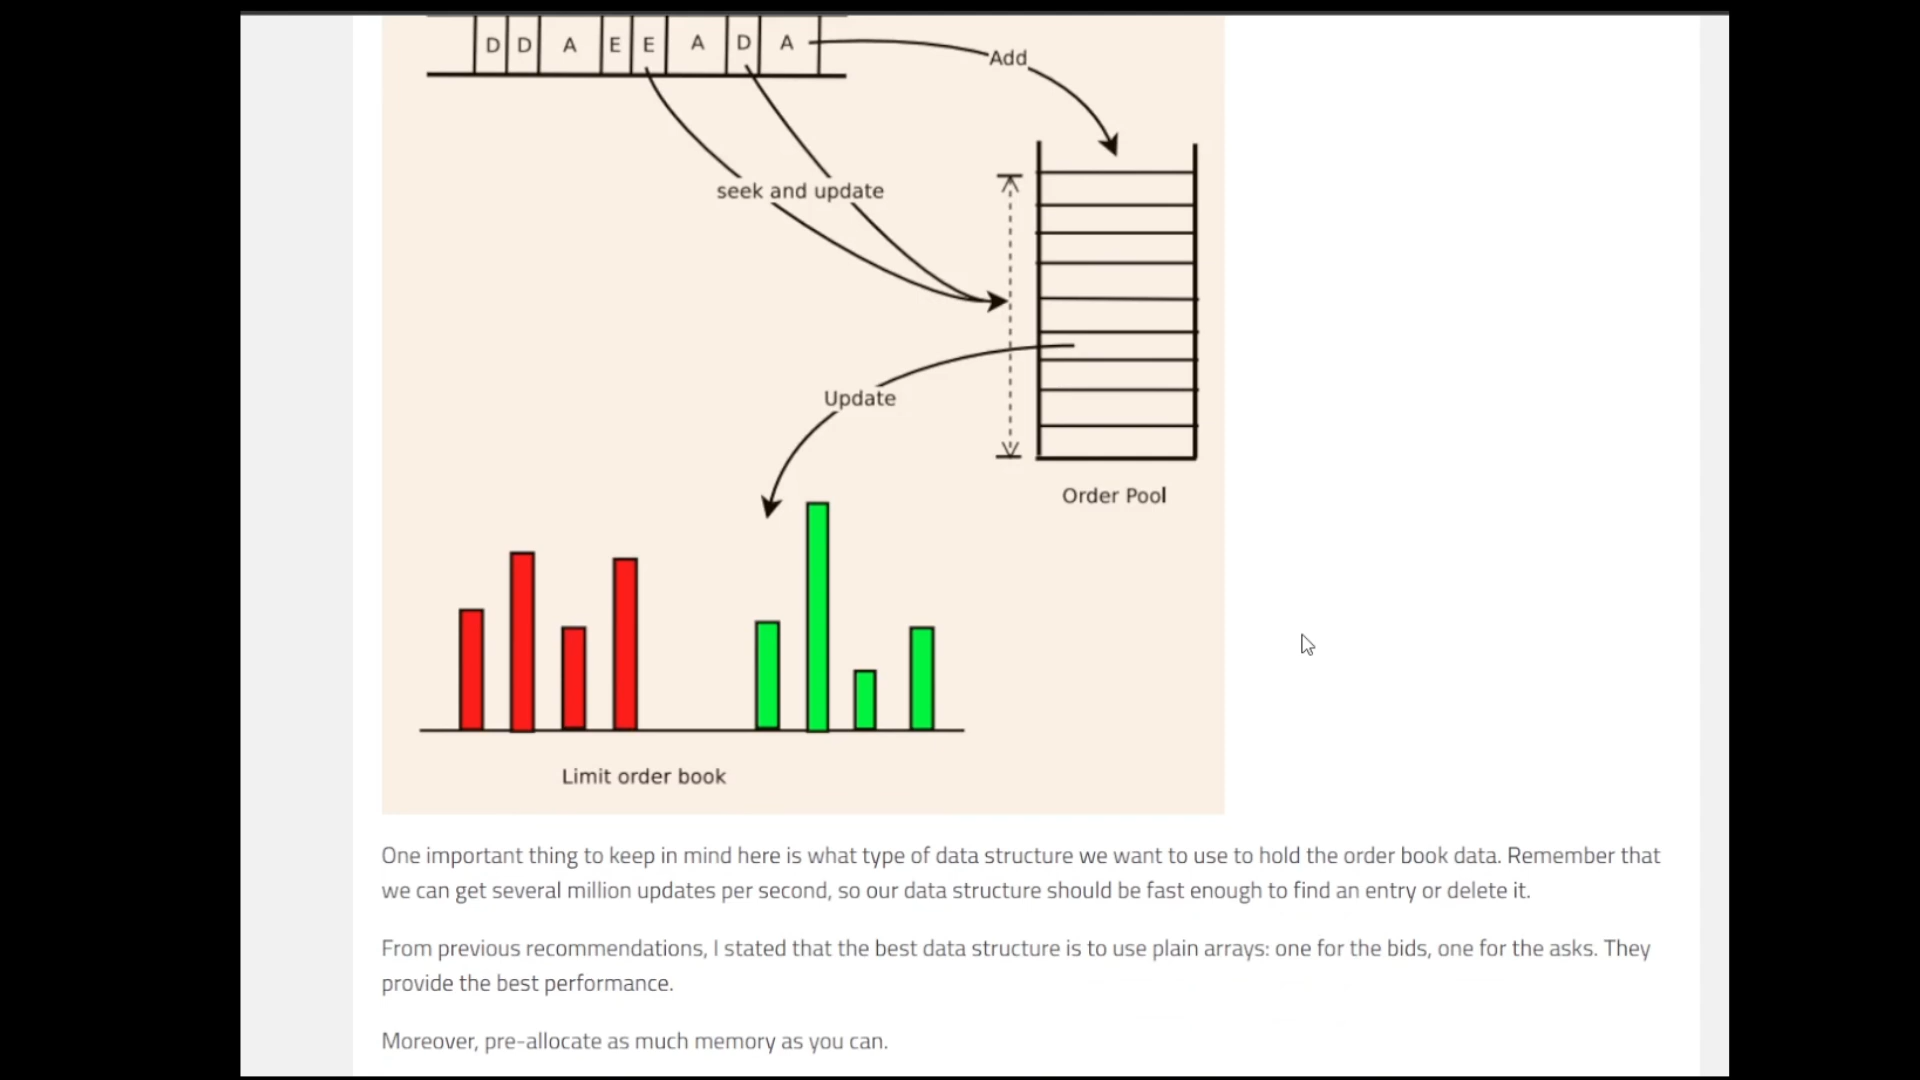 D D A E E A D A
Add
seek and update
Update
Order Pool
Limit order book
One important thing to keep in mind here is what type of data structure we want to use to hold the order book data. Remember that
we can get several million updates per second, so our data structure should be fast enough to find an entry or delete it.
From previous recommendations, I stated that the best data structure is to use plain arrays: one for the bids, one for the asks. They
provide the best performance.
Moreover, pre-allocate as much memory as you can.